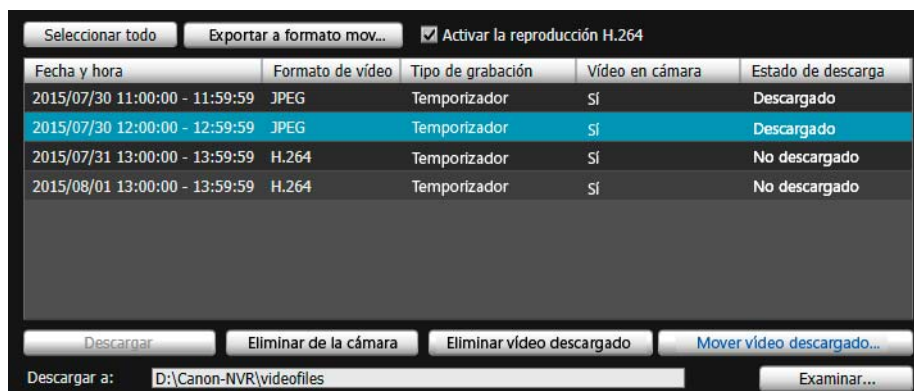 Seleccionar todo Exportar a formato mov... Activar la reproducción H.264
Fecha y hora Formato de vídeo Tipo de grabación Vídeo en cámara Estado de descarga
2015/07/30 11:00:00 - 11:59:59 JPEG Temporizador Sí Descargado
2015/07/30 12:00:00 - 12:59:59 JPEG Temporizador Sí Descargado
2015/07/31 13:00:00 - 13:59:59 H.264 Temporizador Sí No descargado
2015/08/01 13:00:00 - 13:59:59 H.264 Temporizador Sí No descargado
Descargar Eliminar de la cámara Eliminar vídeo descargado Mover vídeo descargado...
Descargar a: D:\Canon-NVR\videofiles Examinar...